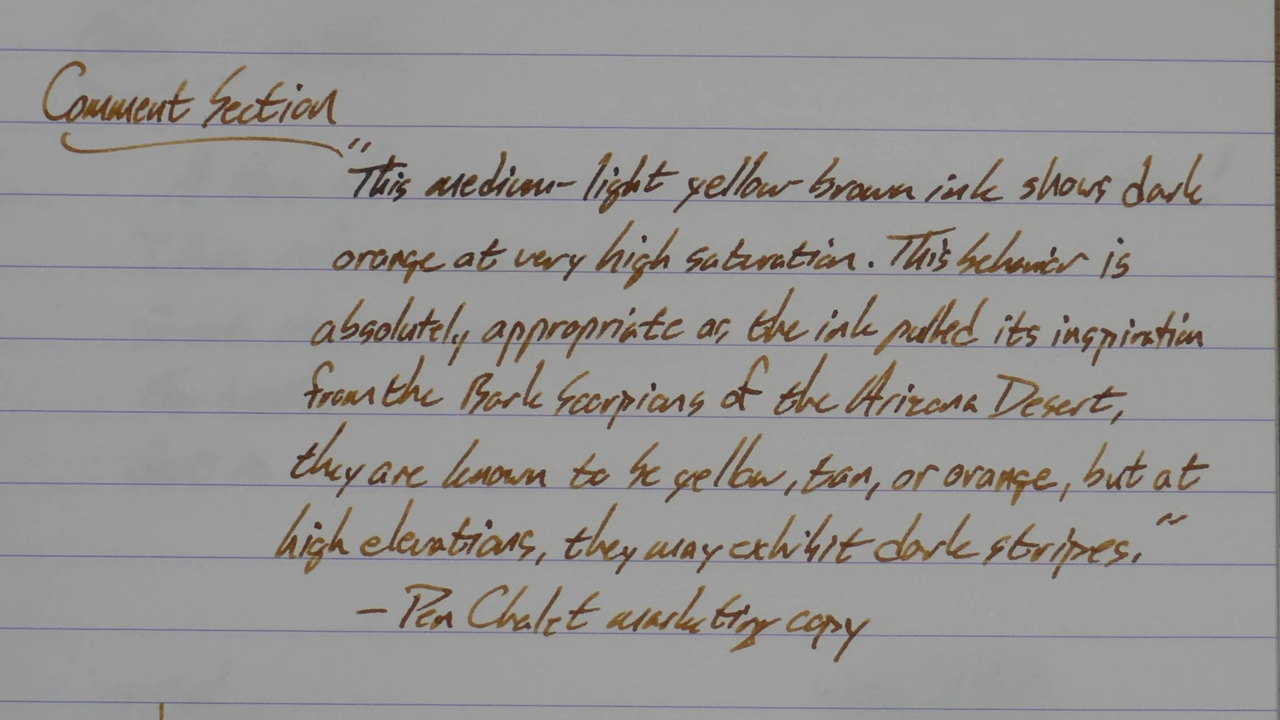 Comment Section
"This medium-light yellow-brown ink shows dark
orange at very high saturation. This behavior is
absolutely appropriate as the ink pulled its inspiration
from the Bark Scorpions of the Arizona Desert,
they are known to be yellow, tan, or orange, but at
high elevations, they may exhibit dark stripes."
— Pen Chalet marketing copy